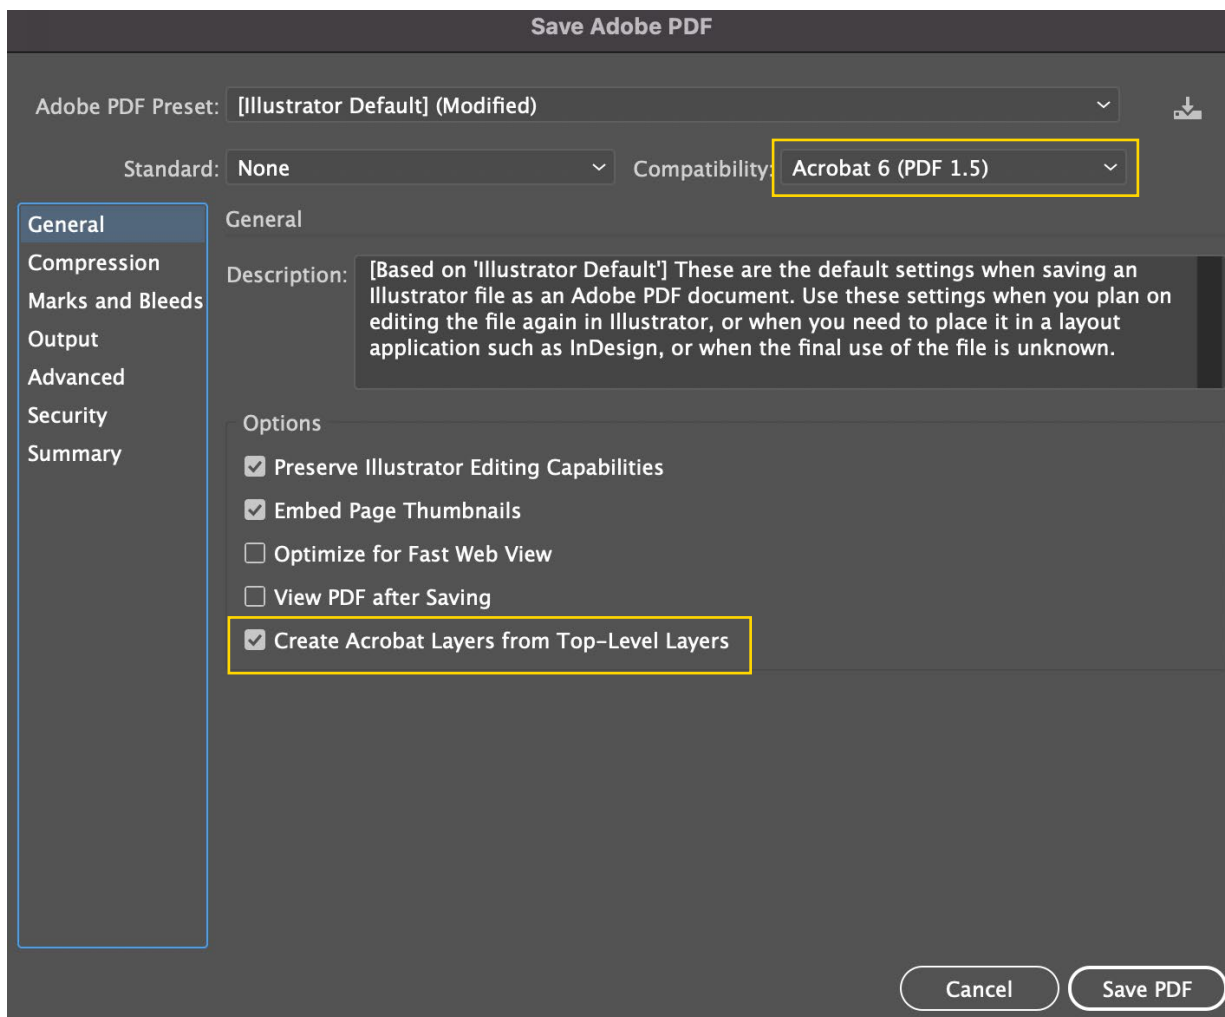 Save Adobe PDF
Adobe PDF Preset: [Illustrator Default] (Modified)
Standard: None Compatibility: Acrobat 6 (PDF 1.5)
General
Compression
Marks and Bleeds
Output
Advanced
Security
Summary
General
Description: [Based on 'Illustrator Default'] These are the default settings when saving an
Illustrator file as an Adobe PDF document. Use these settings when you plan on
editing the file again in Illustrator, or when you need to place it in a layout
application such as InDesign, or when the final use of the file is unknown.
Options
Preserve Illustrator Editing Capabilities
Embed Page Thumbnails
Optimize for Fast Web View
View PDF after Saving
Create Acrobat Layers from Top-Level Layers
Cancel Save PDF